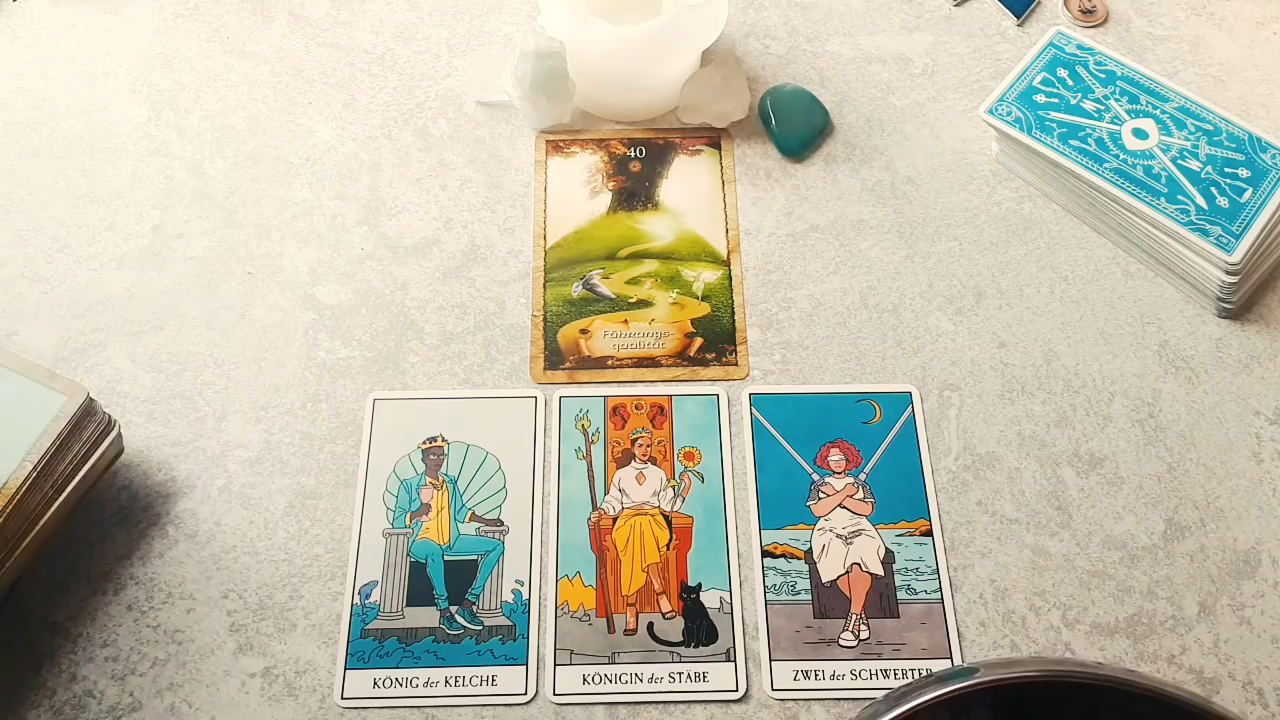 40
Führungs-
qualität
KÖNIG der KELCHE
KÖNIGIN der STÄBE
ZWEI der SCHWERTER